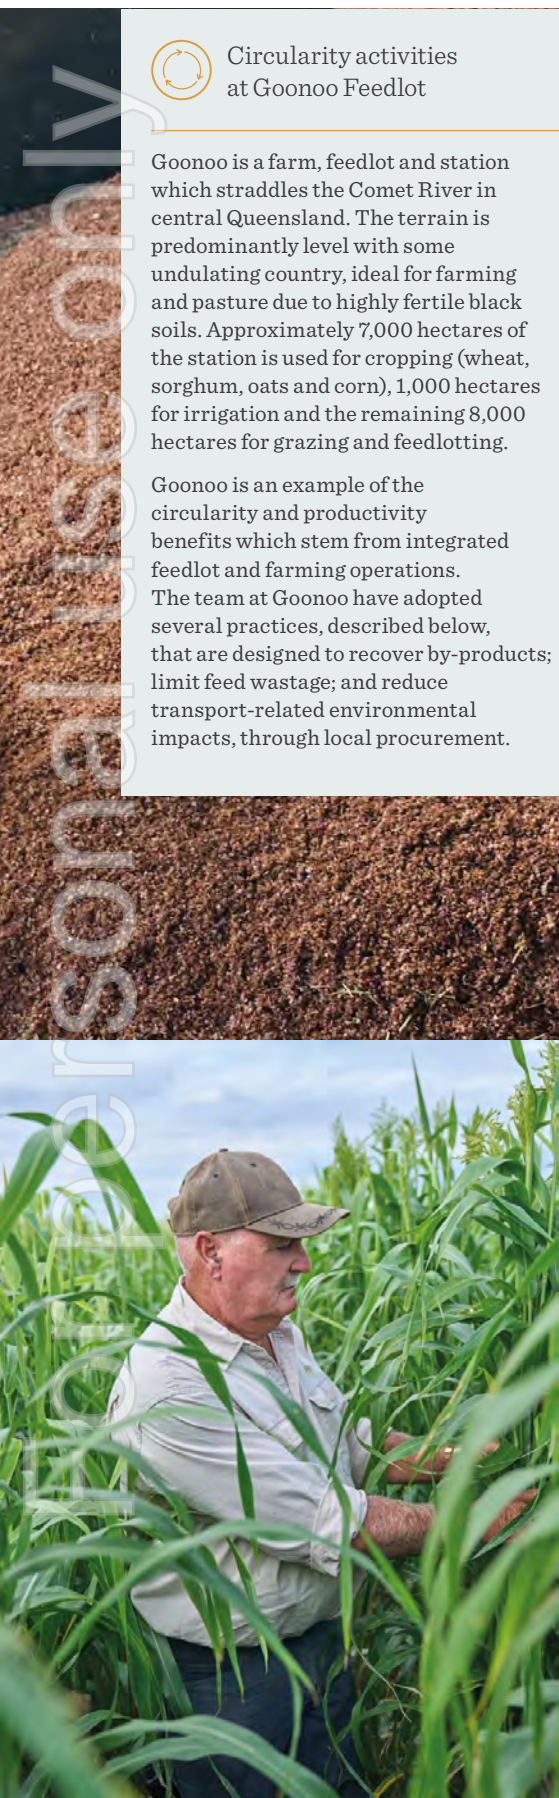 Circularity activities
at Goonoo Feedlot
Goonoo is a farm, feedlot and station
which straddles the Comet River in
central Queensland. The terrain is
predominantly level with some
undulating country, ideal for farming
and pasture due to highly fertile black
soils. Approximately 7,000 hectares of
the station is used for cropping (wheat,
sorghum, oats and corn), 1,000 hectares
for irrigation and the remaining 8,000
hectares for grazing and feedlotting.
Goonoo is an example of the
circularity and productivity
benefits which stem from integrated
feedlot and farming operations.
The team at Goonoo have adopted
several practices, described below,
that are designed to recover by-products;
limit feed wastage; and reduce
transport-related environmental
impacts, through local procurement.
For personal use only